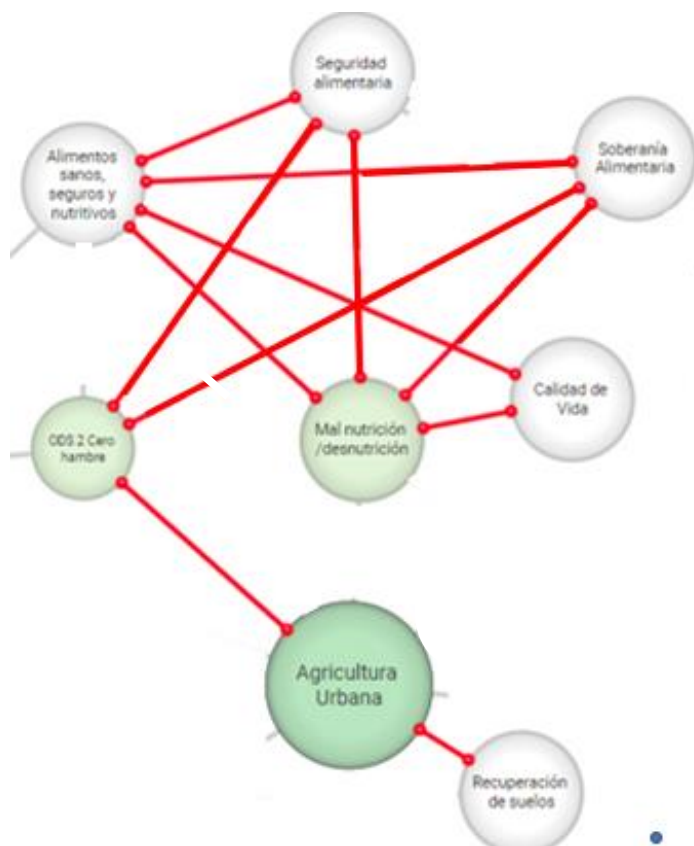 Seguridad
alimentaria
Alimentos
sanos,
seguros y
nutritivos
Soberanía
Alimentaria
Calidad de
Vida
ODS 2 Cero
hambre
Mal nutrición
/desnutrición
Agricultura
Urbana
Recuperación
de suelos